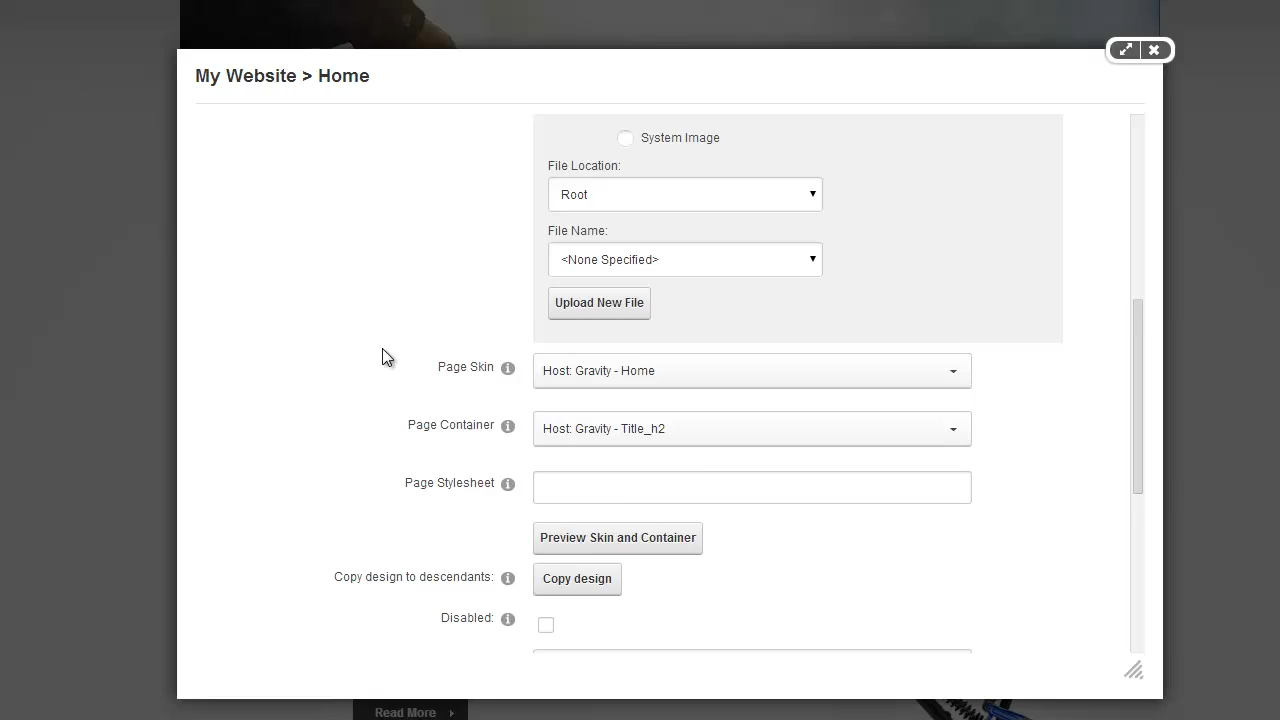 My Website > Home
System Image
File Location:
Root
File Name:
<None Specified>
Upload New File
Page Skin
Host: Gravity - Home
Page Container
Host: Gravity - Title_h2
Page Stylesheet
Preview Skin and Container
Copy design to descendants:
Copy design
Disabled:
Read More